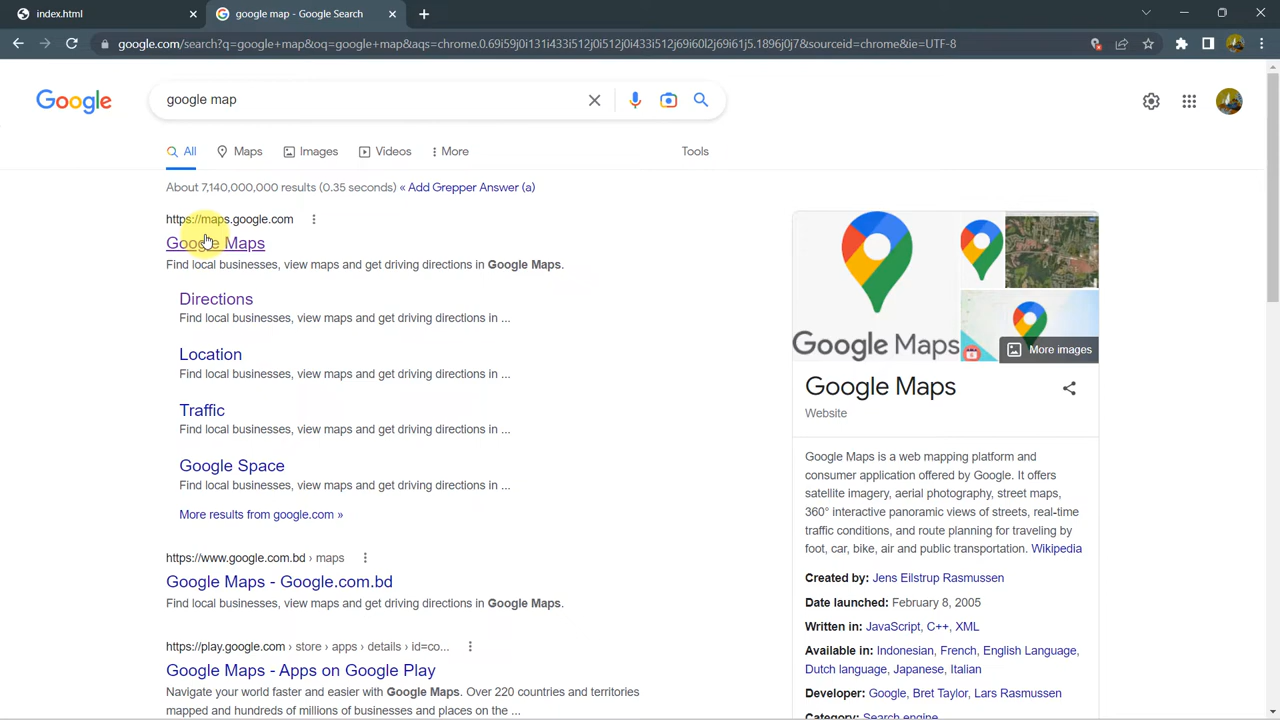 index.html
google map - Google Search
google.com/search?q=google+map&oq=google+map&aqs=chrome.0.69i59j0i131i433i512j0i512j0i433i512j69i60l2j69i61j5.1896j0j7&sourceid=chrome&ie=UTF-8
Google
google map
All
Maps
Images
Videos
More
Tools
About 7,140,000,000 results (0.35 seconds) « Add Grepper Answer (a)
https://maps.google.com
Google Maps
Find local businesses, view maps and get driving directions in Google Maps.
Directions
Find local businesses, view maps and get driving directions in ...
Location
Find local businesses, view maps and get driving directions in ...
Traffic
Find local businesses, view maps and get driving directions in ...
Google Space
Find local businesses, view maps and get driving directions in ...
More results from google.com »
https://www.google.com.bd › maps
Google Maps - Google.com.bd
Find local businesses, view maps and get driving directions in Google Maps.
https://play.google.com › store › apps › details › id=co...
Google Maps - Apps on Google Play
Navigate your world faster and easier with Google Maps. Over 220 countries and territories
mapped and hundreds of millions of businesses and places on the ...
Google Maps
More images
Google Maps
Website
Google Maps is a web mapping platform and
consumer application offered by Google. It offers
satellite imagery, aerial photography, street maps,
360° interactive panoramic views of streets, real-time
traffic conditions, and route planning for traveling by
foot, car, bike, air and public transportation. Wikipedia
Created by: Jens Eilstrup Rasmussen
Date launched: February 8, 2005
Written in: JavaScript, C++, XML
Available in: Indonesian, French, English Language,
Dutch language, Japanese, Italian
Developer: Google, Bret Taylor, Lars Rasmussen
Category: Search engine